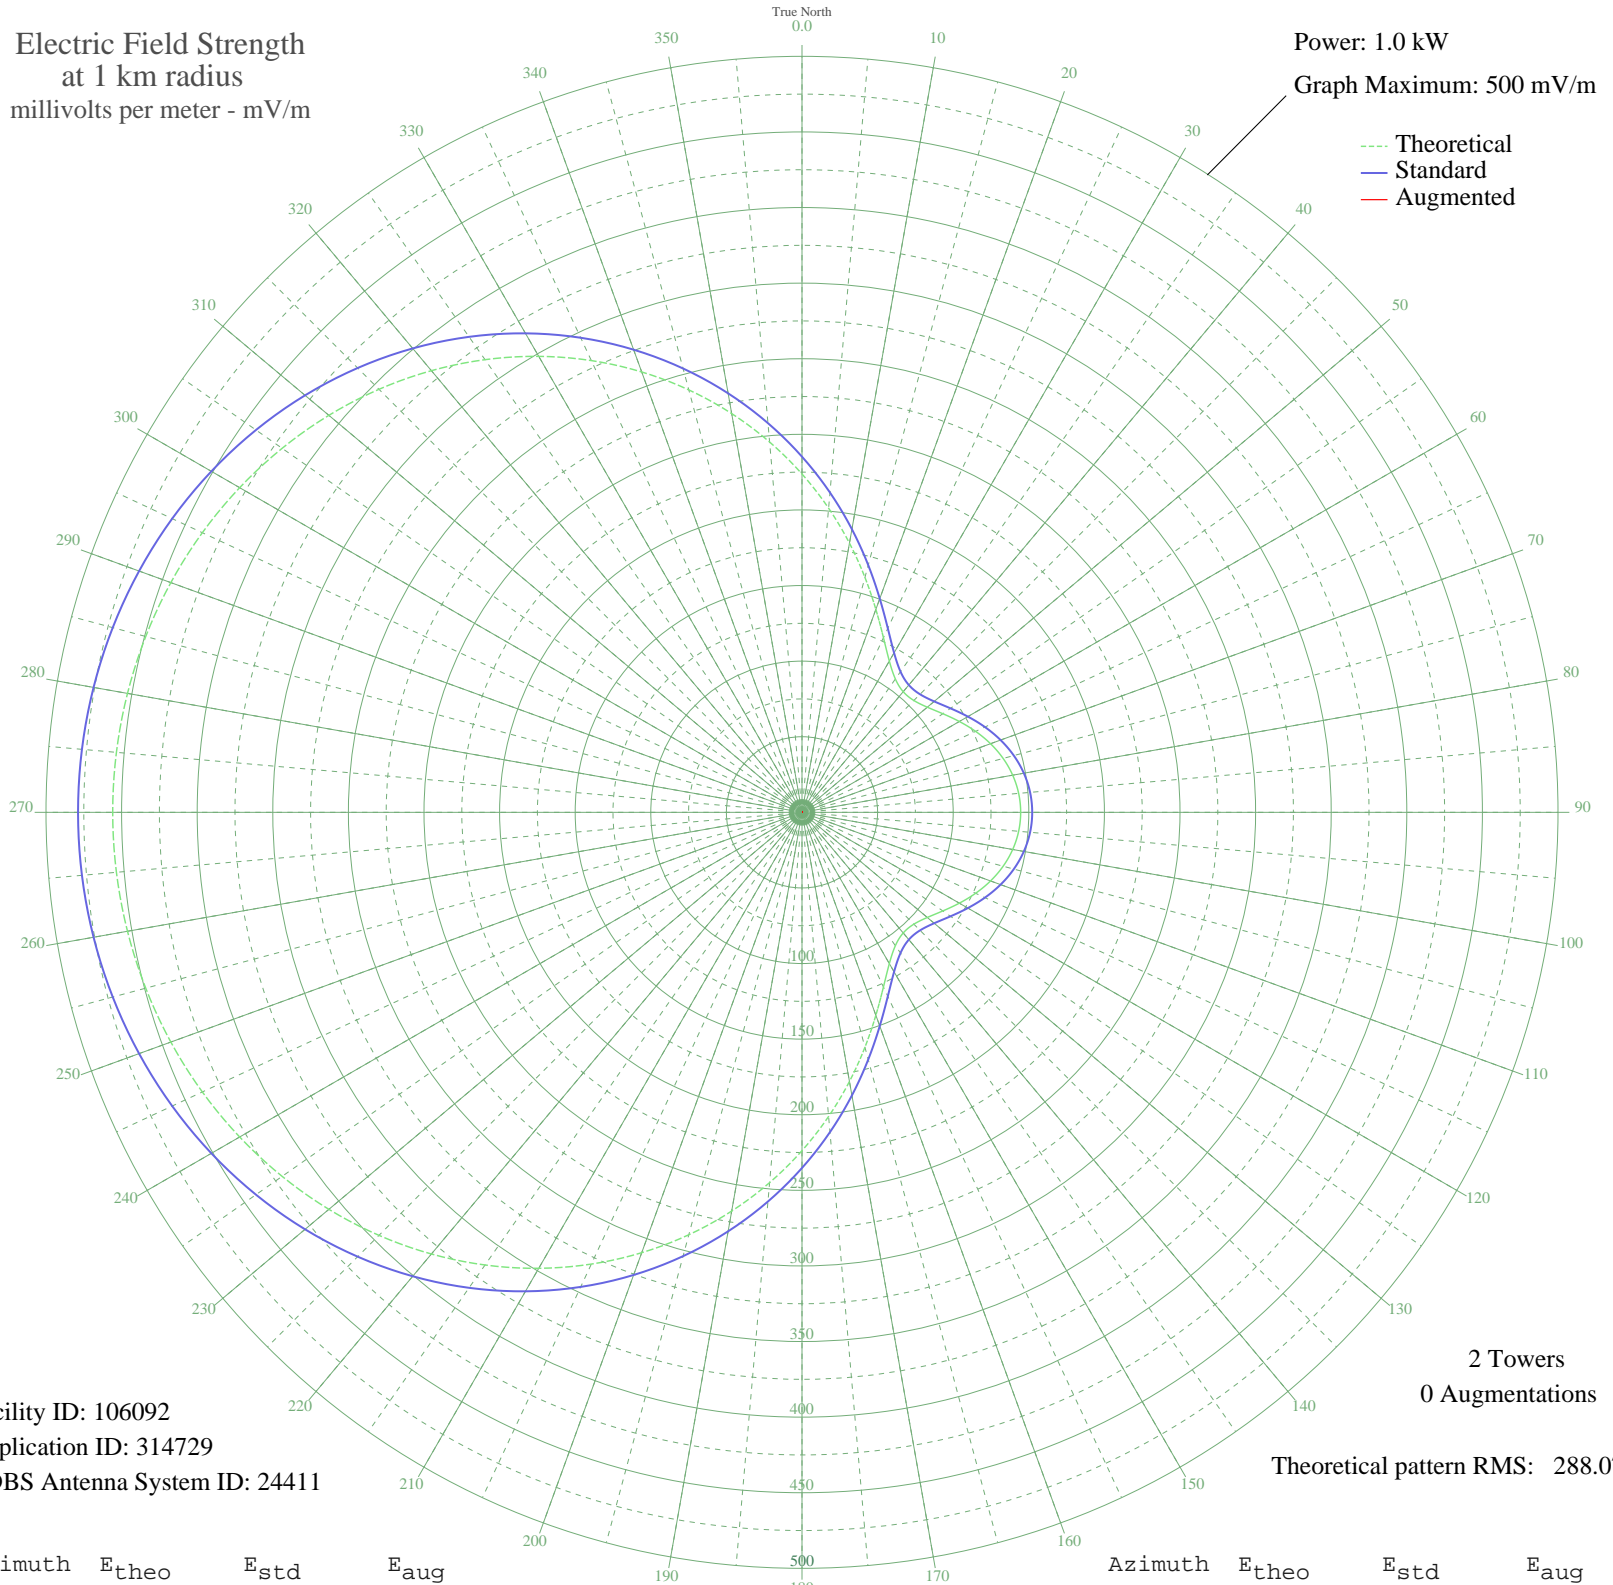 True North
0.0
Electric Field Strength
at 1 km radius
millivolts per meter - mV/m
Power: 1.0 kW
Graph Maximum: 500 mV/m
Theoretical
Standard
Augmented
10
20
30
40
50
60
70
80
90
100
110
120
130
140
150
160
170
190
200
210
220
230
240
250
260
270
280
290
300
310
320
330
340
350
100
150
200
250
300
350
400
450
500
2 Towers
0 Augmentations
Theoretical pattern RMS: 288.0
cility ID: 106092
plication ID: 314729
DBS Antenna System ID: 24411
imuth Etheo Estd Eaug
Azimuth Etheo Estd Eaug